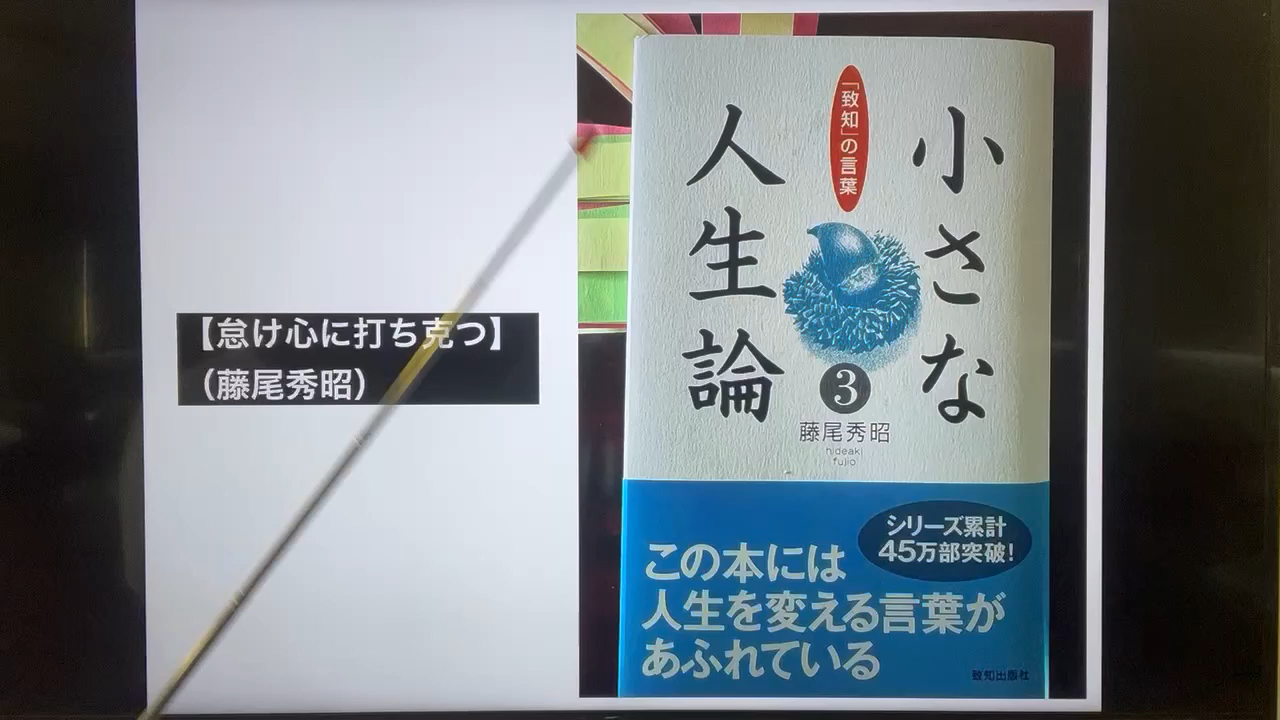 【怠け心に打ち克つ】
（藤尾秀昭）
「致知」の言葉
小さな
人生論
3
藤尾秀昭
hideaki
fujio
シリーズ累計
45万部突破!
この本には
人生を変える言葉が
あふれている
致知出版社